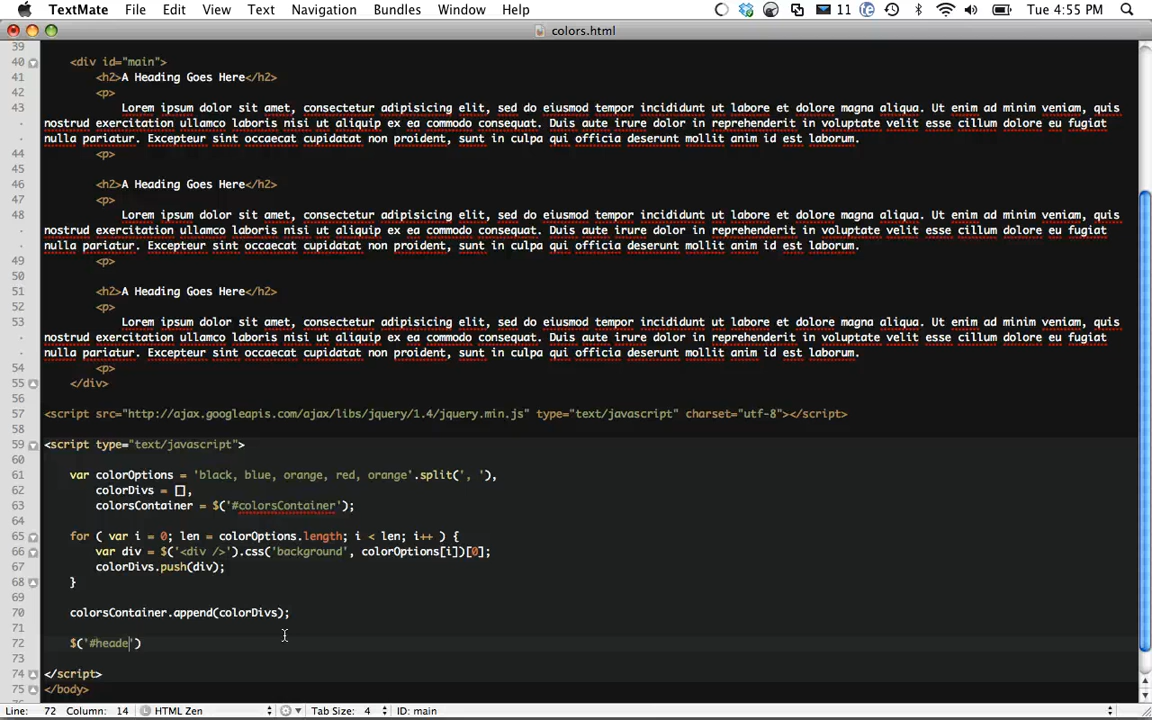 TextMate File Edit View Text Navigation Bundles Window Help 11 Tue 4:55 PM
colors.html
39
40 <div id="main">
41 <h2>A Heading Goes Here</h2>
42 <p>
43 Lorem ipsum dolor sit amet, consectetur adipisicing elit, sed do eiusmod tempor incididunt ut labore et dolore magna aliqua. Ut enim ad minim veniam, quis
nostrud exercitation ullamco laboris nisi ut aliquip ex ea commodo consequat. Duis aute irure dolor in reprehenderit in voluptate velit esse cillum dolore eu fugiat
nulla pariatur. Excepteur sint occaecat cupidatat non proident, sunt in culpa qui officia deserunt mollit anim id est laborum.
44 <p>
45
46 <h2>A Heading Goes Here</h2>
47 <p>
48 Lorem ipsum dolor sit amet, consectetur adipisicing elit, sed do eiusmod tempor incididunt ut labore et dolore magna aliqua. Ut enim ad minim veniam, quis
nostrud exercitation ullamco laboris nisi ut aliquip ex ea commodo consequat. Duis aute irure dolor in reprehenderit in voluptate velit esse cillum dolore eu fugiat
nulla pariatur. Excepteur sint occaecat cupidatat non proident, sunt in culpa qui officia deserunt mollit anim id est laborum.
49 <p>
50
51 <h2>A Heading Goes Here</h2>
52 <p>
53 Lorem ipsum dolor sit amet, consectetur adipisicing elit, sed do eiusmod tempor incididunt ut labore et dolore magna aliqua. Ut enim ad minim veniam, quis
nostrud exercitation ullamco laboris nisi ut aliquip ex ea commodo consequat. Duis aute irure dolor in reprehenderit in voluptate velit esse cillum dolore eu fugiat
nulla pariatur. Excepteur sint occaecat cupidatat non proident, sunt in culpa qui officia deserunt mollit anim id est laborum.
54 <p>
55 </div>
56
57 <script src="http://ajax.googleapis.com/ajax/libs/jquery/1.4/jquery.min.js" type="text/javascript" charset="utf-8"></script>
58
59 <script type="text/javascript">
60
61 var colorOptions = 'black, blue, orange, red, orange'.split(', '),
62 colorDivs = [],
63 colorsContainer = $('#colorsContainer');
64
65 for ( var i = 0; len = colorOptions.length; i < len; i++ ) {
66 var div = $('<div />').css('background', colorOptions[i])[0];
67 colorDivs.push(div);
68 }
69
70 colorsContainer.append(colorDivs);
71
72 $('#heade')
73
74 </script>
75 </body>
Line: 72 Column: 14 HTML Zen Tab Size: 4 ID: main